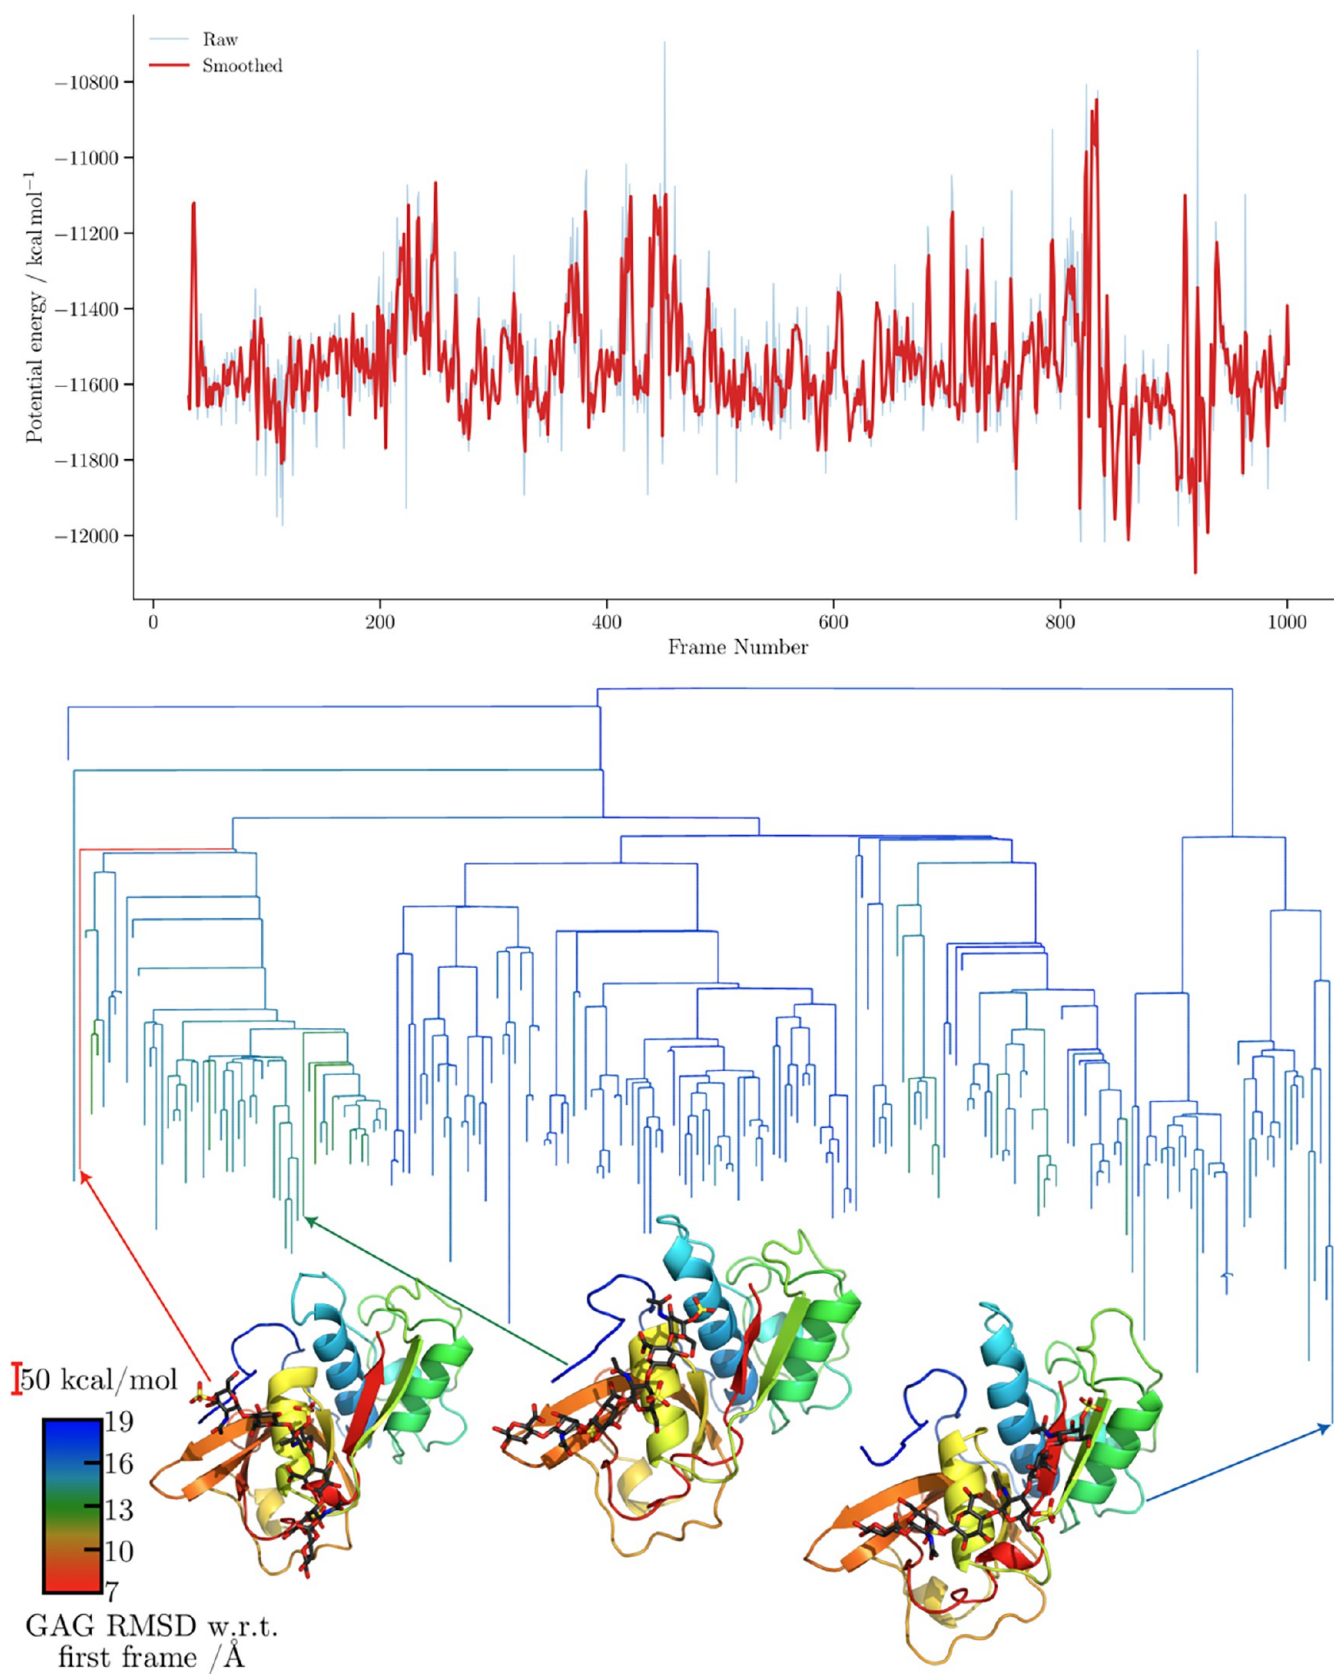 Raw
Smoothed
−10800
−11000
−11200
−11400
−11600
−11800
−12000
Potential energy / kcal mol⁻¹
0 200 400 600 800 1000
Frame Number
50 kcal/mol
19
16
13
10
7
GAG RMSD w.r.t.
first frame /Å